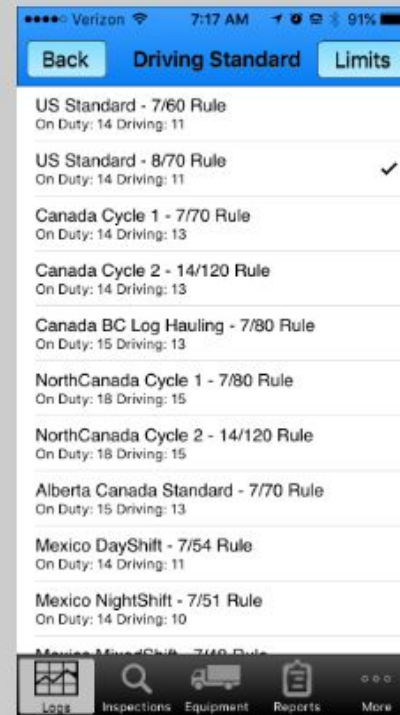 Verizon 7:17 AM 91%
Back Driving Standard Limits
US Standard - 7/60 Rule
On Duty: 14 Driving: 11
US Standard - 8/70 Rule
On Duty: 14 Driving: 11
Canada Cycle 1 - 7/70 Rule
On Duty: 14 Driving: 13
Canada Cycle 2 - 14/120 Rule
On Duty: 14 Driving: 13
Canada BC Log Hauling - 7/80 Rule
On Duty: 15 Driving: 13
NorthCanada Cycle 1 - 7/80 Rule
On Duty: 18 Driving: 15
NorthCanada Cycle 2 - 14/120 Rule
On Duty: 18 Driving: 15
Alberta Canada Standard - 7/70 Rule
On Duty: 15 Driving: 13
Mexico DayShift - 7/54 Rule
On Duty: 14 Driving: 11
Mexico NightShift - 7/51 Rule
On Duty: 14 Driving: 10
Mexico MixedShift - Rule
Logs Inspections Equipment Reports More